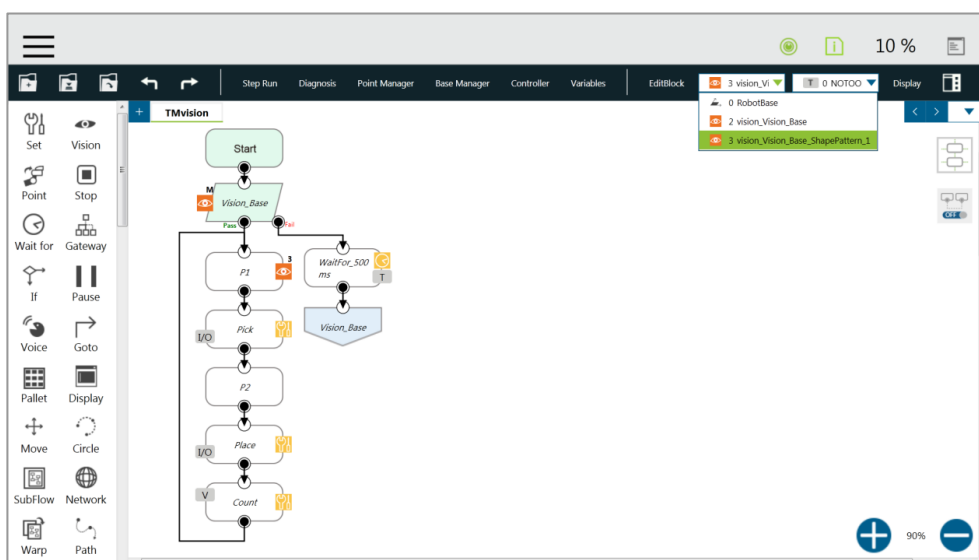 10 %
Step Run Diagnosis Point Manager Base Manager Controller Variables EditBlock 3 vision_Vi T 0 NOTOO Display
0 RobotBase
2 vision_Vision_Base
3 vision_Vision_Base_ShapePattern_1
+ TMvision
Set Vision
Point Stop
Wait for Gateway
If Pause
Voice Goto
Pallet Display
Move Circle
SubFlow Network
Warp Path
Start
M
Vision_Base
Pass Fail
P1
3
WaitFor_500
ms
T
I/O
Pick
Vision_Base
P2
I/O
Place
V
Count
OFF
90%